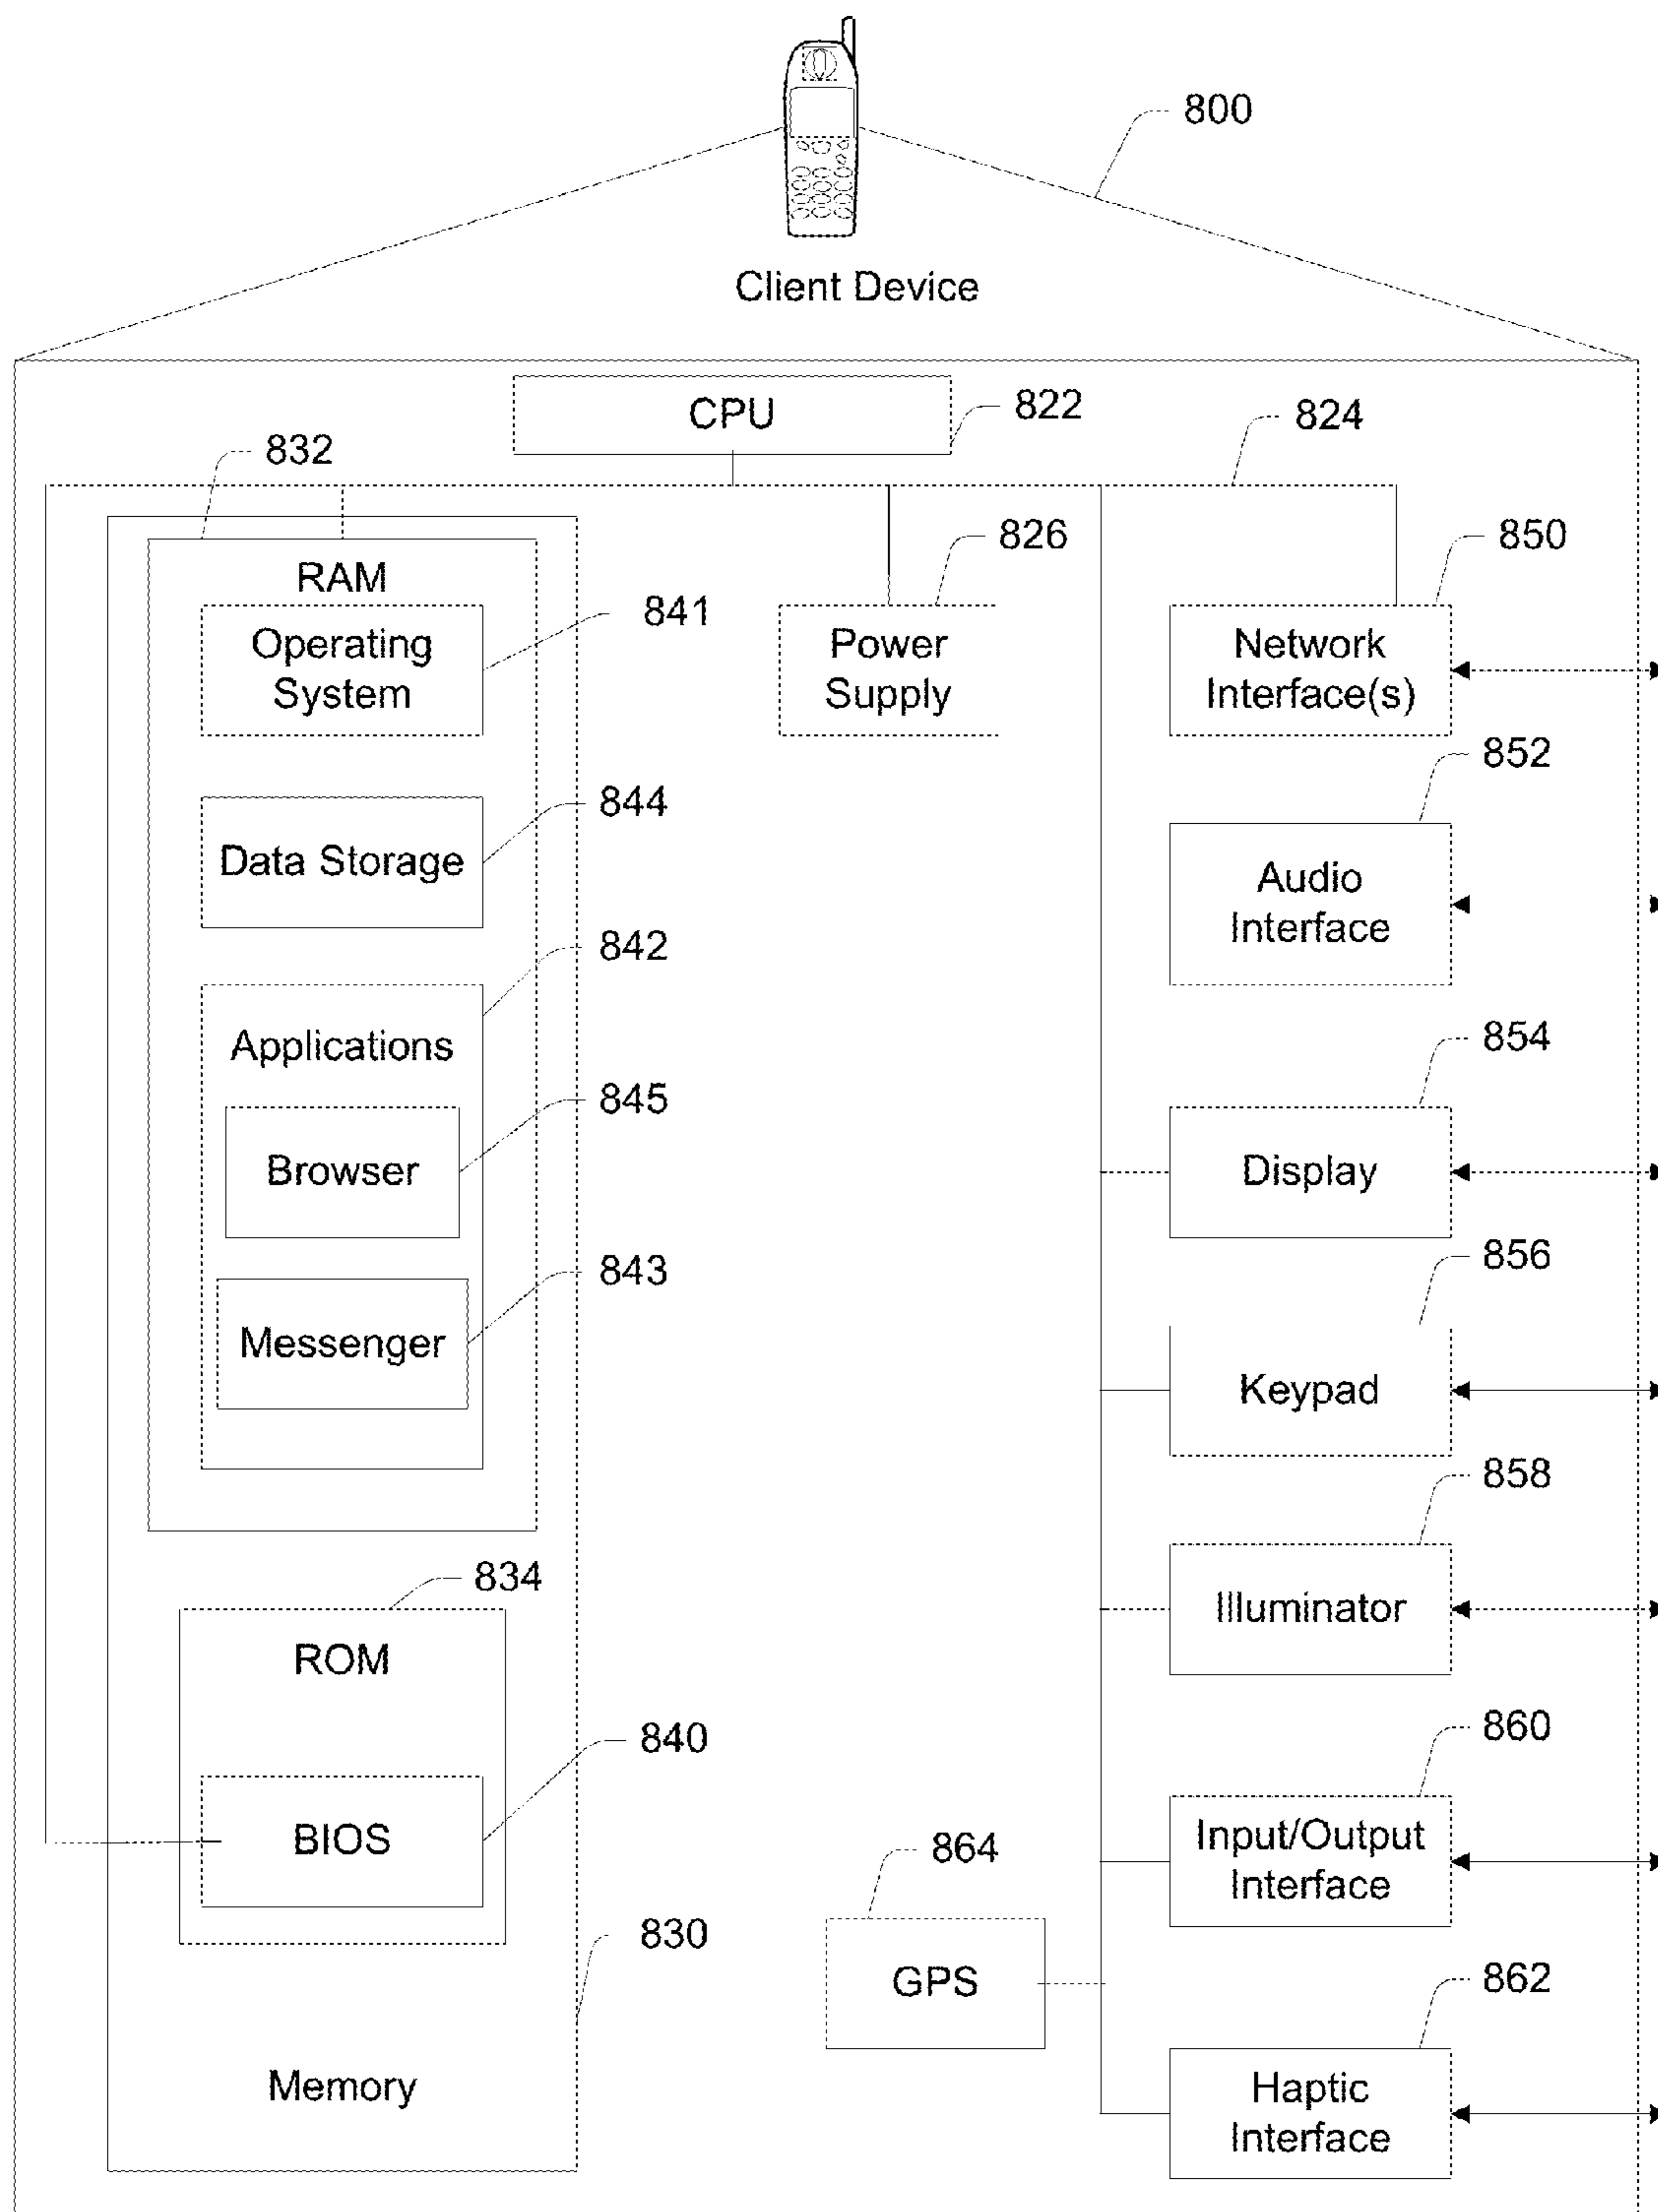 800
Client Device
CPU
822
824
832
826
850
RAM
841
Operating
System
Power
Supply
Network
Interface(s)
852
844
Data Storage
Audio
Interface
842
Applications
854
845
Browser
Display
856
843
Messenger
Keypad
858
834
ROM
Illuminator
840
BIOS
860
Input/Output
Interface
864
GPS
830
862
Memory
Haptic
Interface